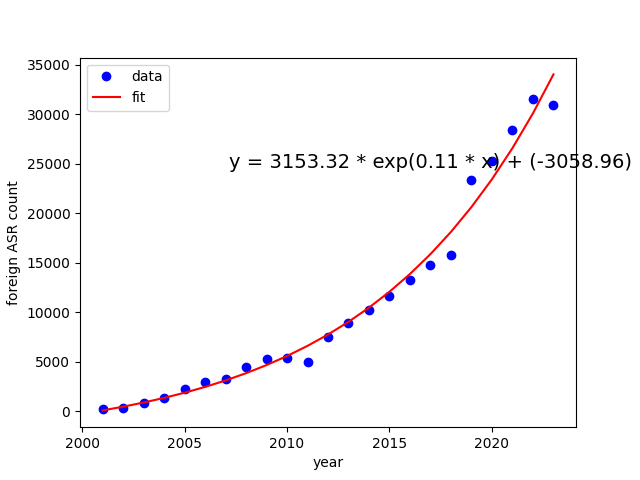 35000
30000
25000
20000
15000
10000
5000
0
foreign ASR count
data
fit
y = 3153.32 * exp(0.11 * x) + (-3058.96)
2000 2005 2010 2015 2020
year